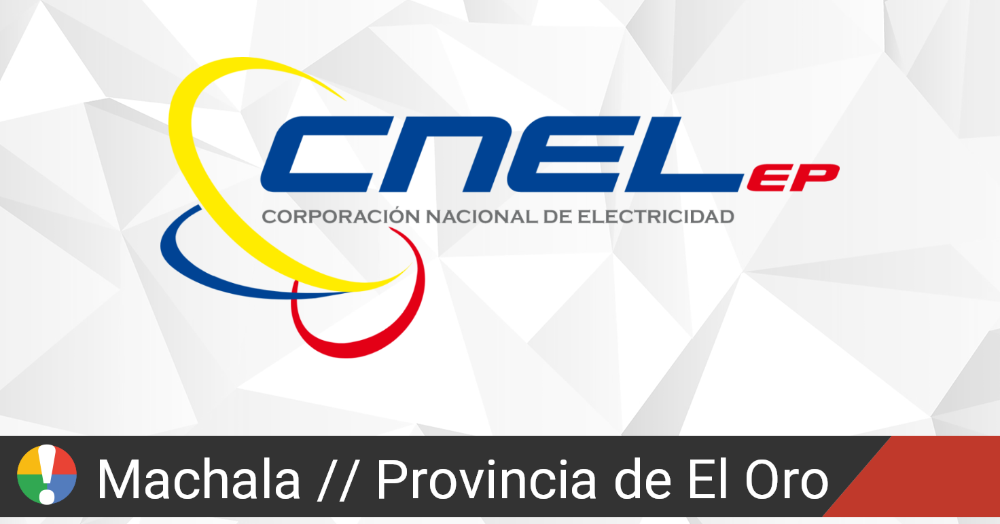 CNEL EP
CORPORACIÓN NACIONAL DE ELECTRICIDAD
Machala // Provincia de El Oro